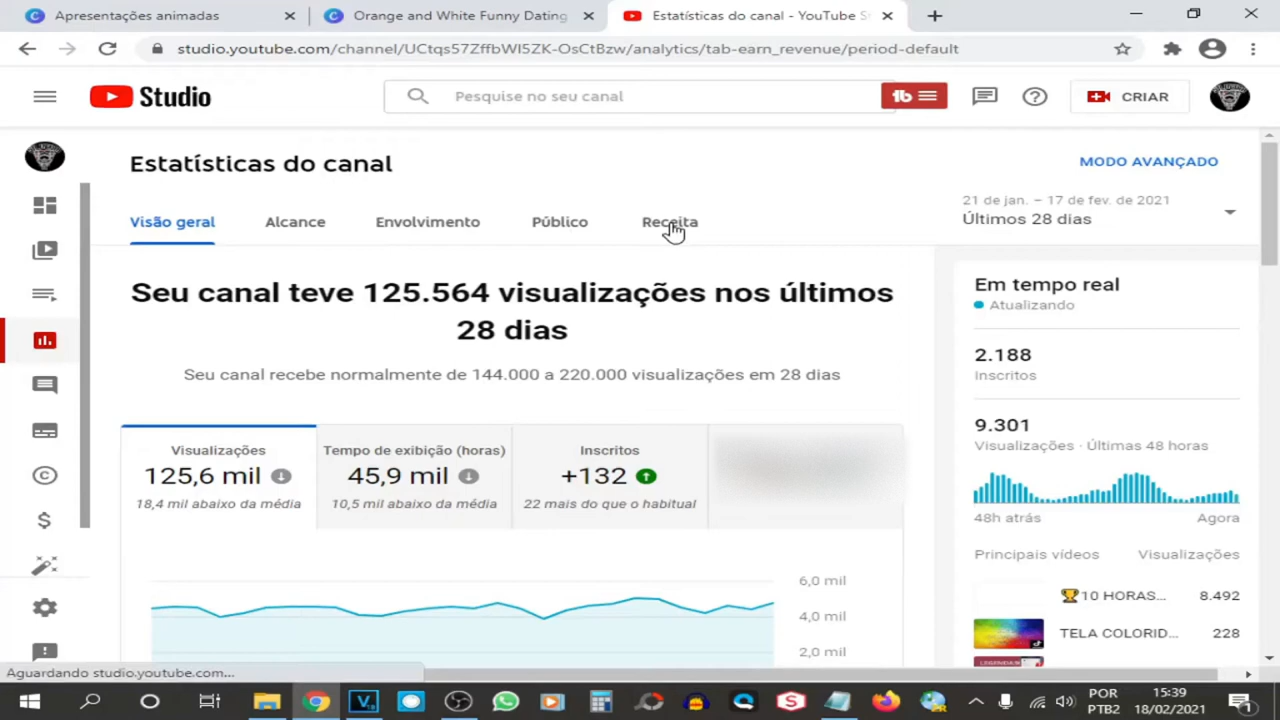 Apresentações animadas
Orange and White Funny Dating
Estatísticas do canal - YouTube S
studio.youtube.com/channel/UCtqs57ZffbWI5ZK-OsCtBzw/analytics/tab-earn_revenue/period-default
Studio
Pesquise no seu canal
CRIAR
Estatísticas do canal
MODO AVANÇADO
Visão geral
Alcance
Envolvimento
Público
Receita
21 de jan. – 17 de fev. de 2021
Últimos 28 dias
Seu canal teve 125.564 visualizações nos últimos
28 dias
Seu canal recebe normalmente de 144.000 a 220.000 visualizações em 28 dias
Visualizações
125,6 mil
18,4 mil abaixo da média
Tempo de exibição (horas)
45,9 mil
10,5 mil abaixo da média
Inscritos
+132
22 mais do que o habitual
6,0 mil
4,0 mil
2,0 mil
Em tempo real
Atualizando
2.188
Inscritos
9.301
Visualizações · Últimas 48 horas
48h atrás
Agora
Principais vídeos
Visualizações
🏆10 HORAS...
8.492
TELA COLORID...
228
Aguardando studio.youtube.com...
POR
PTB2
15:39
18/02/2021